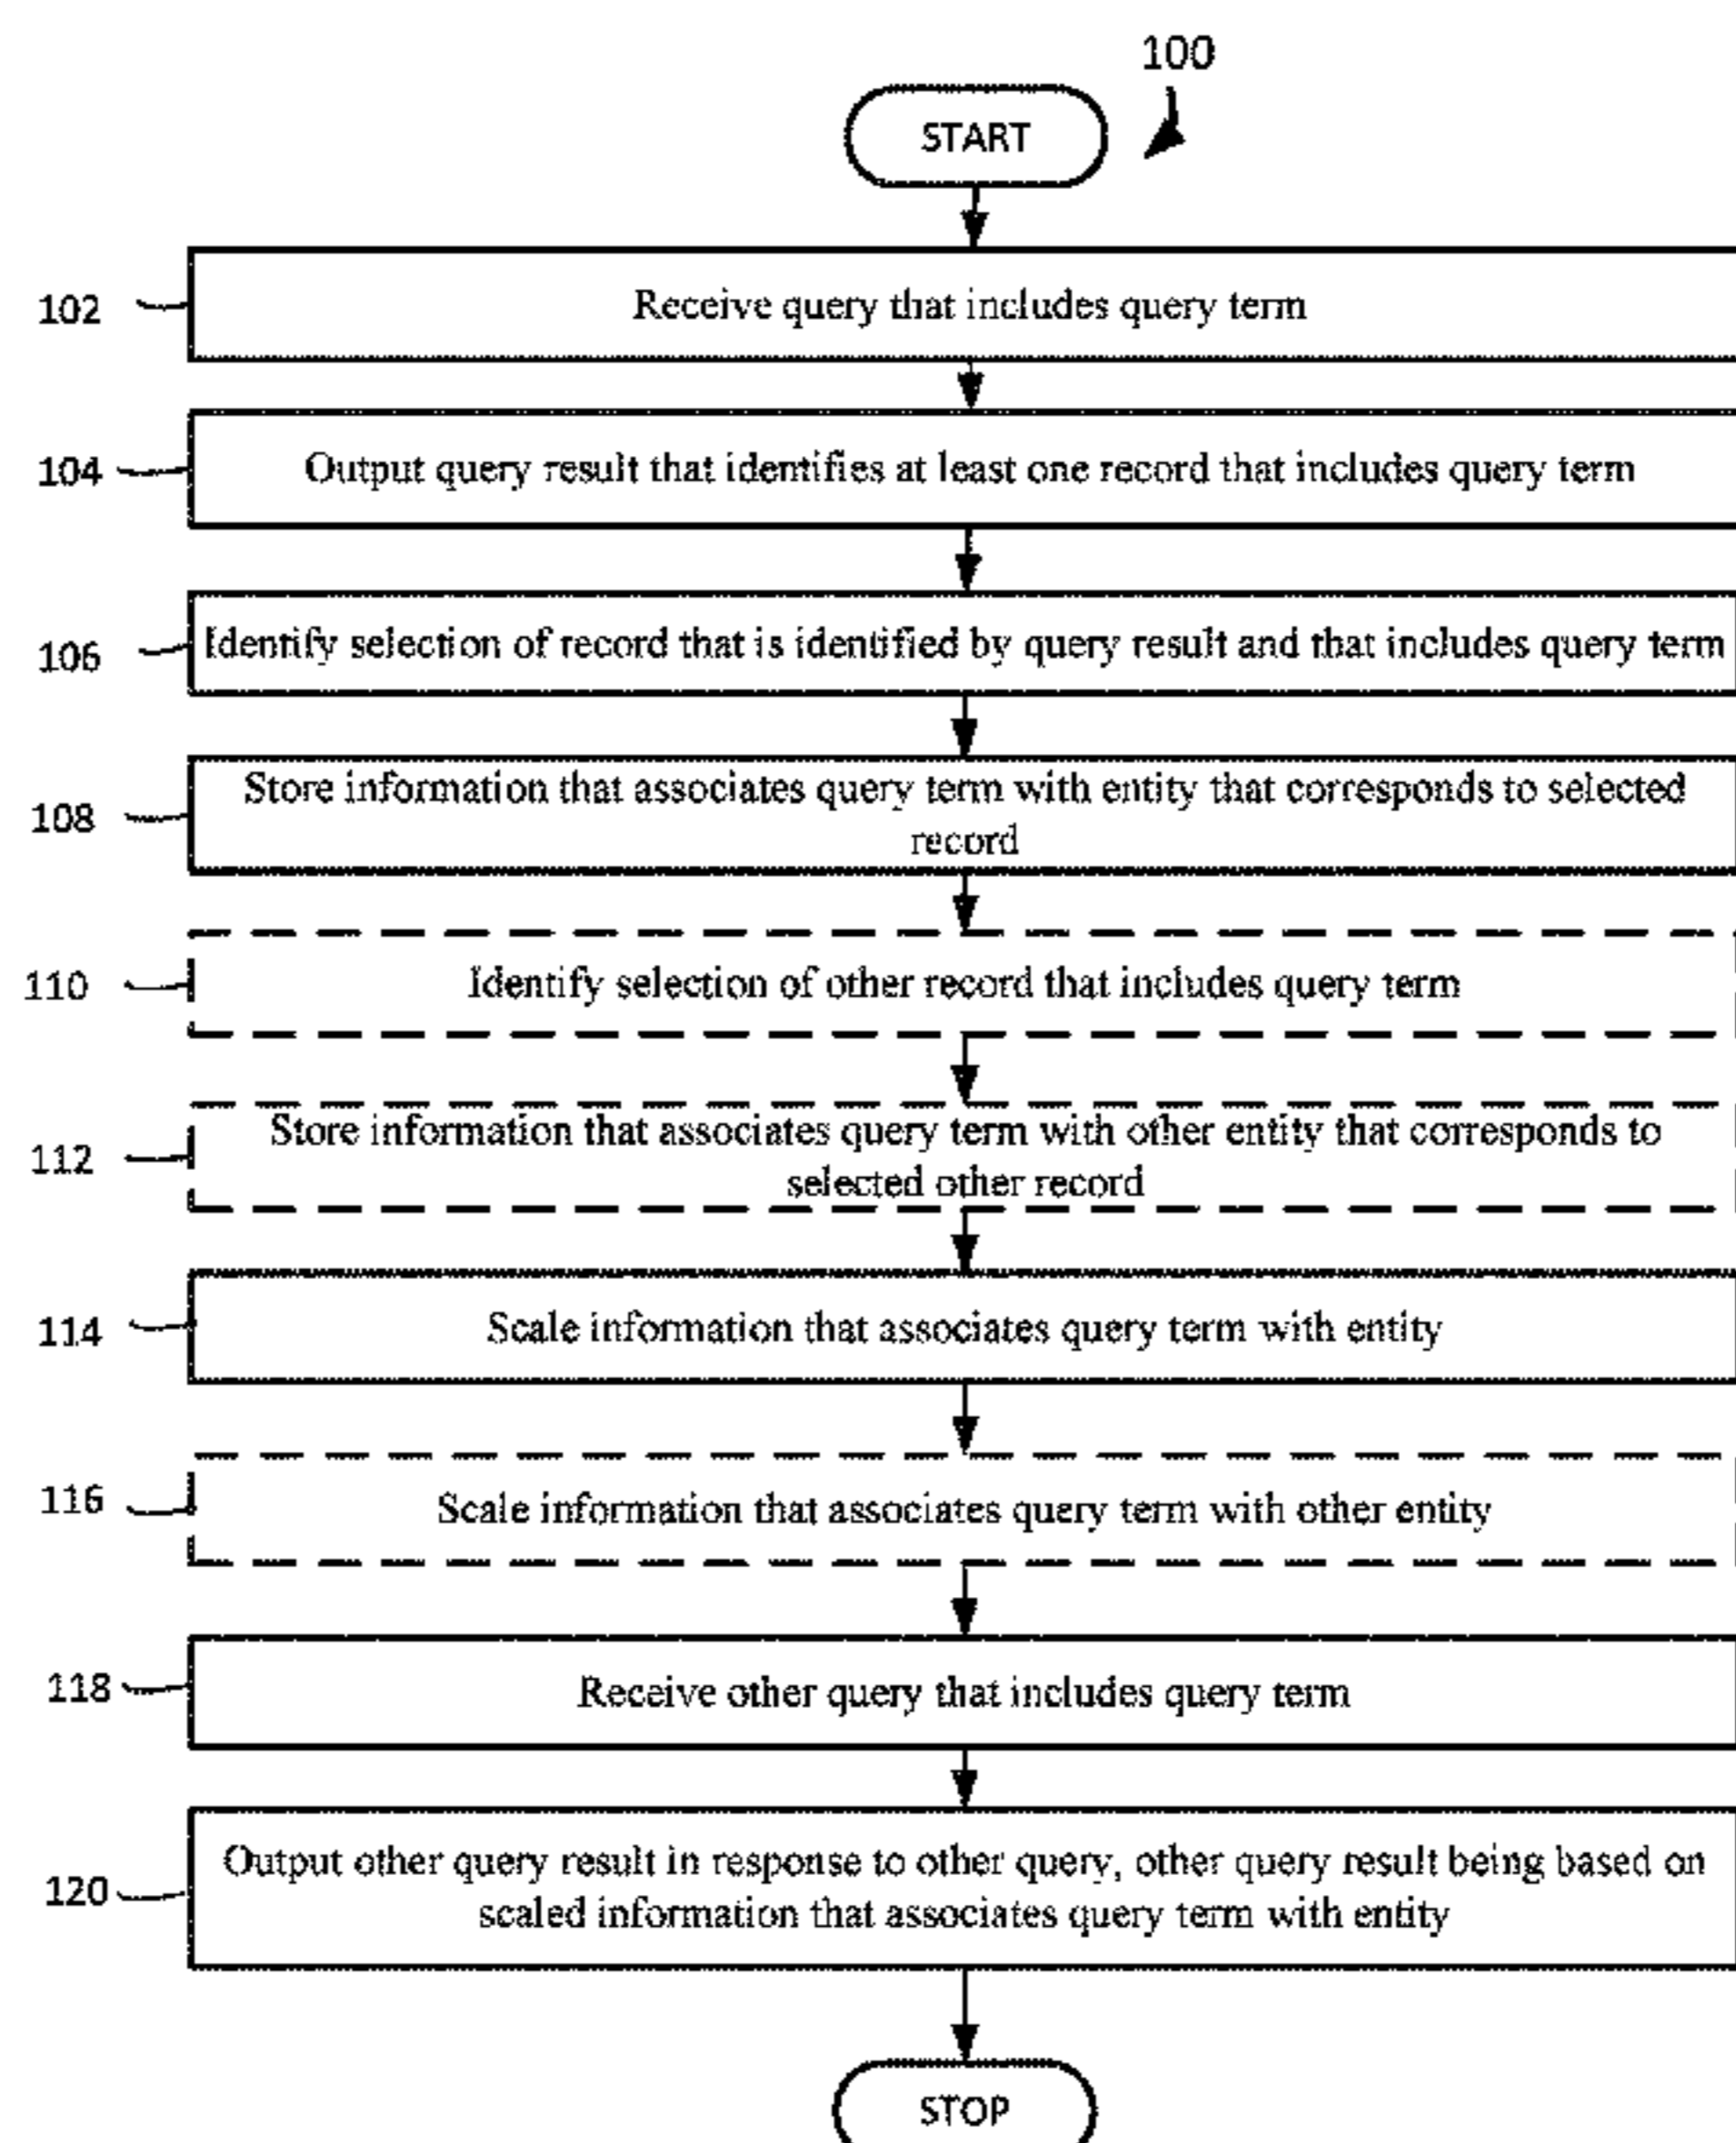 100
START
102
Receive query that includes query term
104
Output query result that identifies at least one record that includes query term
106
Identify selection of record that is identified by query result and that includes query term
108
Store information that associates query term with entity that corresponds to selected
record
110
Identify selection of other record that includes query term
112
Store information that associates query term with other entity that corresponds to
selected other record
114
Scale information that associates query term with entity
116
Scale information that associates query term with other entity
118
Receive other query that includes query term
120
Output other query result in response to other query, other query result being based on
scaled information that associates query term with entity
STOP